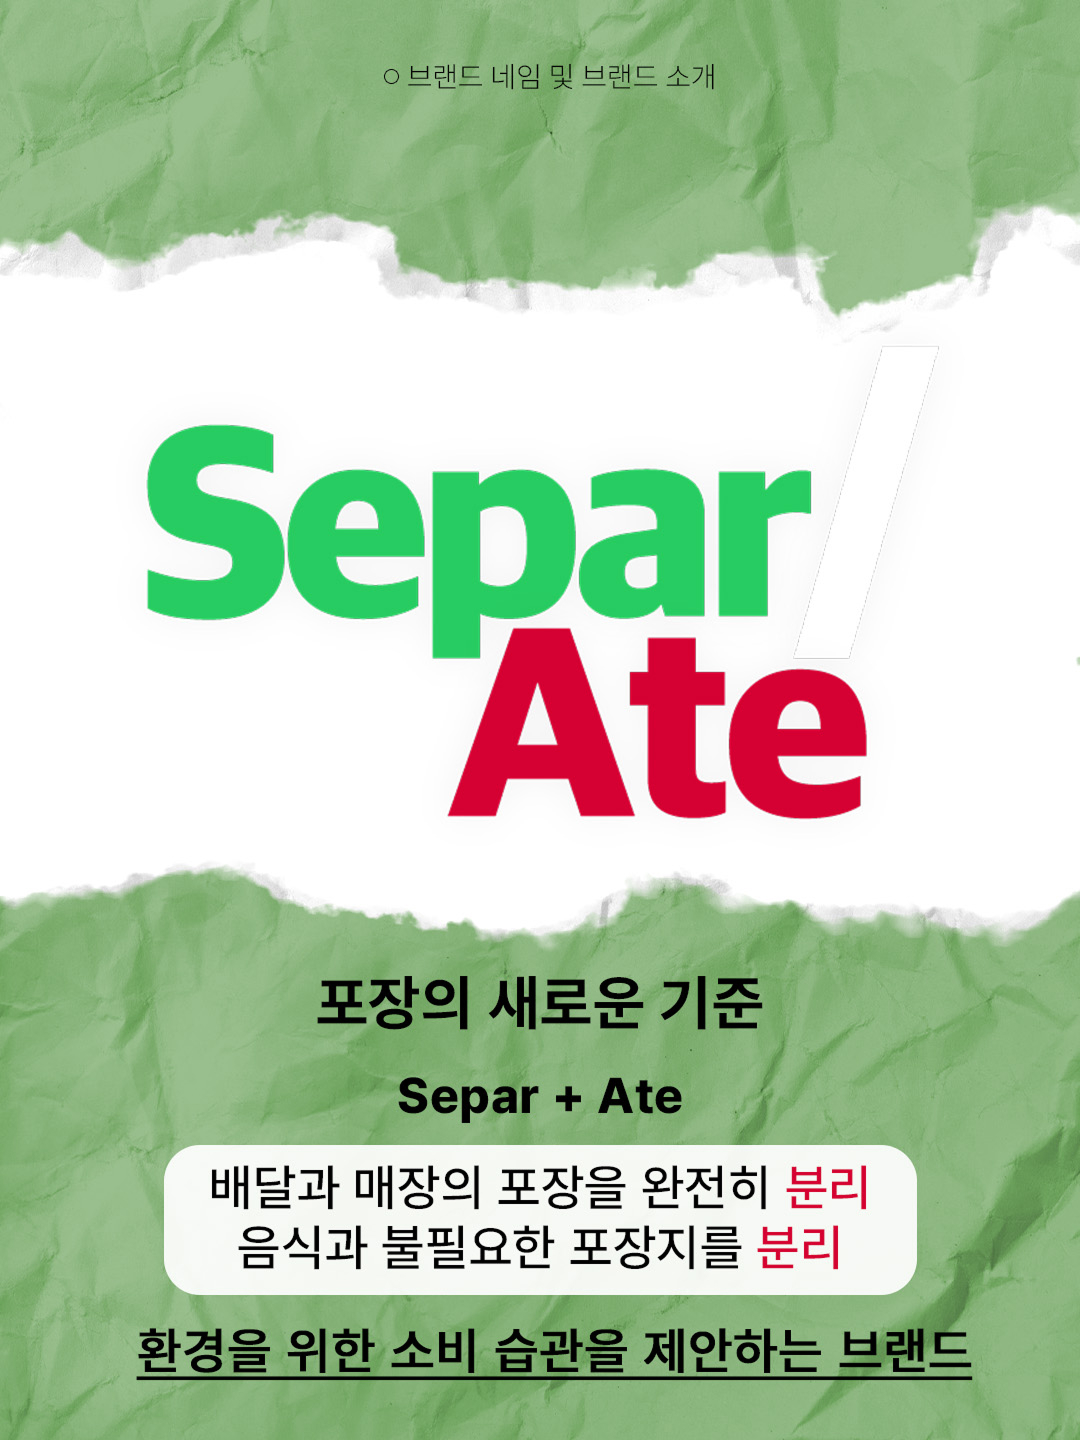 ○ 브랜드 네임 및 브랜드 소개
Separ/
Ate
포장의 새로운 기준
Separ + Ate
배달과 매장의 포장을 완전히 분리
음식과 불필요한 포장지를 분리
환경을 위한 소비 습관을 제안하는 브랜드